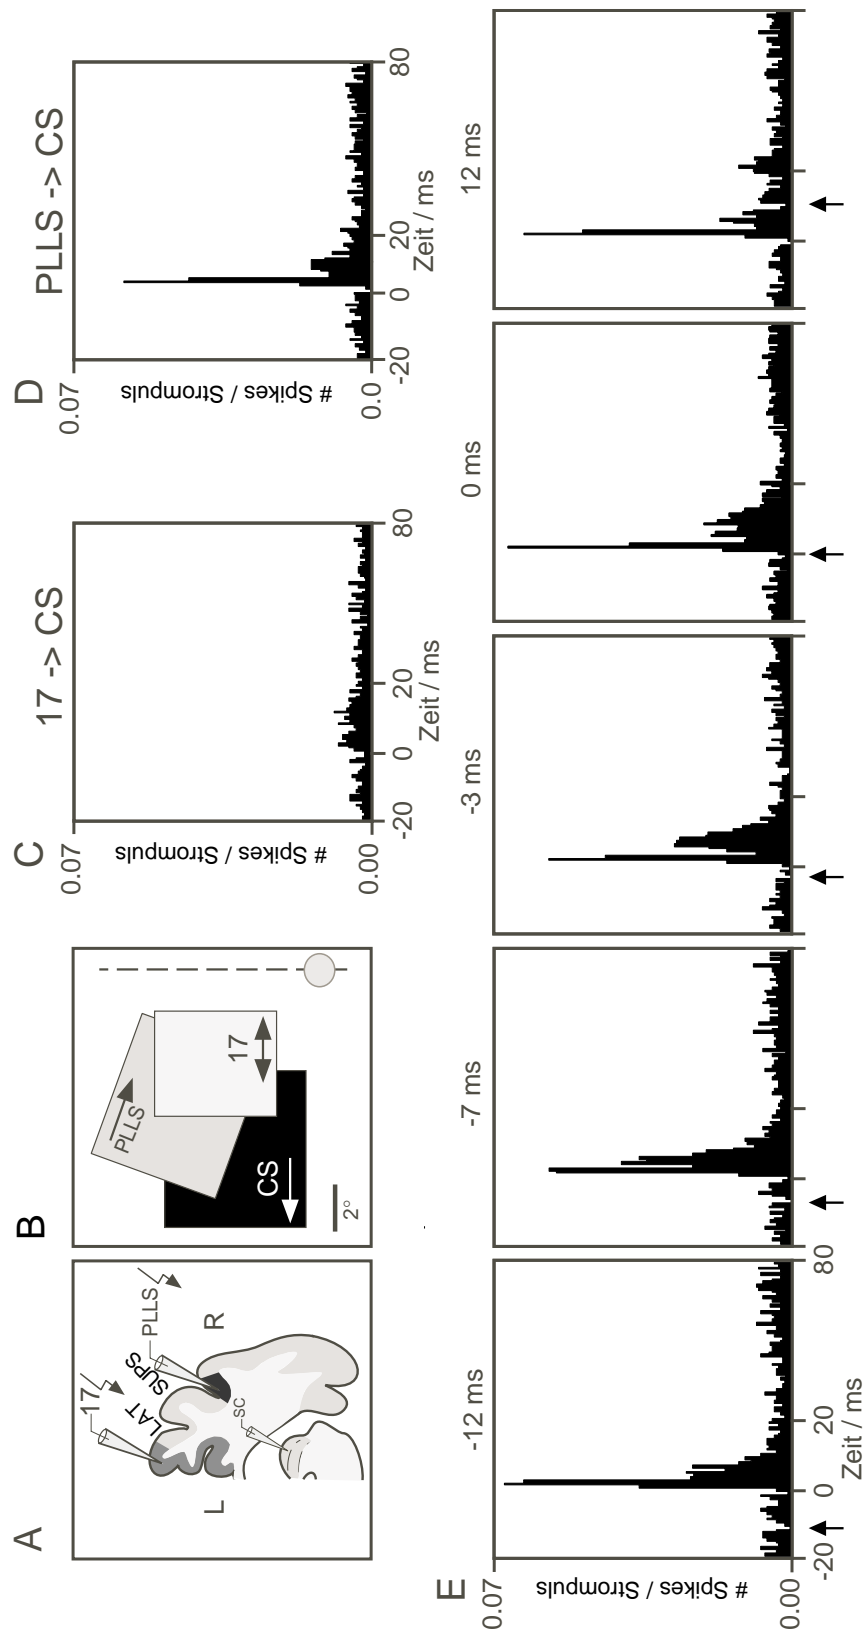 A
17
LAT
SUPS
PLLS
SC
L
R
B
PLLS
17
CS
2°
C
17 -> CS
0.07
0.00
# Spikes / Strompuls
-20 0 20 80
Zeit / ms
D
PLLS -> CS
0.07
0.0
# Spikes / Strompuls
-20 0 20 80
Zeit / ms
E
-12 ms
-7 ms
-3 ms
0 ms
12 ms
0.07
0.00
# Spikes / Strompuls
-20 0 20 80
Zeit / ms